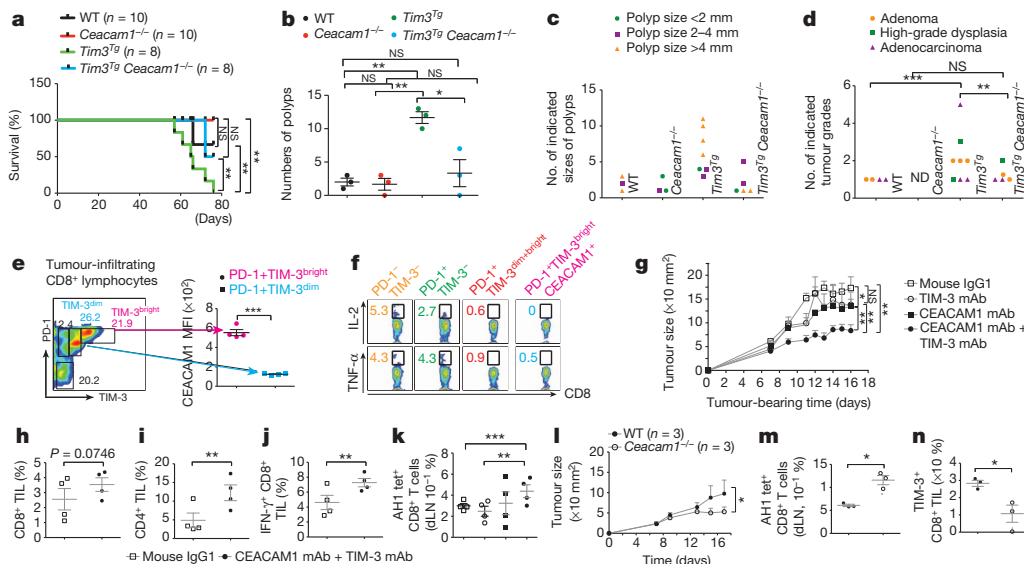 a
WT (n = 10)
Ceacam1−/− (n = 10)
Tim3Tg (n = 8)
Tim3Tg Ceacam1−/− (n = 8)
Survival (%)
100
50
0
0 20 40 60 80
(Days)
NS
NS
**
**
**
b
WT
Tim3Tg
Ceacam1−/−
Tim3Tg Ceacam1−/−
NS
**
NS
NS
**
*
Numbers of polyps
15
10
5
0
c
Polyp size <2 mm
Polyp size 2–4 mm
Polyp size >4 mm
No. of indicated
sizes of polyps
15
10
5
0
WT
Ceacam1−/−
Tim3Tg
Tim3Tg Ceacam1−/−
d
Adenoma
High-grade dysplasia
Adenocarcinoma
NS
***
**
No. of indicated
tumour grades
6
4
2
0
WT
ND
Ceacam1−/−
Tim3Tg
Tim3Tg Ceacam1−/−
e
Tumour-infiltrating
CD8+ lymphocytes
TIM-3dim
26.2
TIM-3bright
21.9
2.4
20.2
PD-1
TIM-3
PD-1+TIM-3bright
PD-1+TIM-3dim
***
CEACAM1 MFI (×10²)
8
6
4
2
0
f
PD-1− TIM-3−
PD-1+ TIM-3−
PD-1+ TIM-3dim+bright
PD-1+TIM-3bright CEACAM1+
IL-2
5.3 2.7 0.6 0
TNF-α
4.3 4.3 0.9 0.5
CD8
g
Tumour size (×10 mm²)
20
15
10
5
0
0 2 4 6 8 10 12 14 16 18
Tumour-bearing time (days)
*
NS
**
**
**
Mouse IgG1
TIM-3 mAb
CEACAM1 mAb
CEACAM1 mAb +
TIM-3 mAb
h
P = 0.0746
CD8+ TIL (%)
5
4
3
2
1
0
i
**
CD4+ TIL (%)
20
15
10
5
0
j
**
IFN-γ+ CD8+
TIL (%)
10
8
6
4
2
0
k
***
**
AH1 tet+
CD8+ T cells
(dLN 10−1 %)
8
6
4
2
0
l
WT (n = 3)
Ceacam1−/− (n = 3)
Tumour size
(×10 mm²)
20
15
10
5
0
0 5 10 15
Time (days)
*
m
*
AH1 tet+
CD8+ T cells
(dLN, 10−1 %)
15
10
5
0
n
*
TIM-3+
CD8+ TIL (×10 %)
4
3
2
1
0
Mouse IgG1
CEACAM1 mAb + TIM-3 mAb